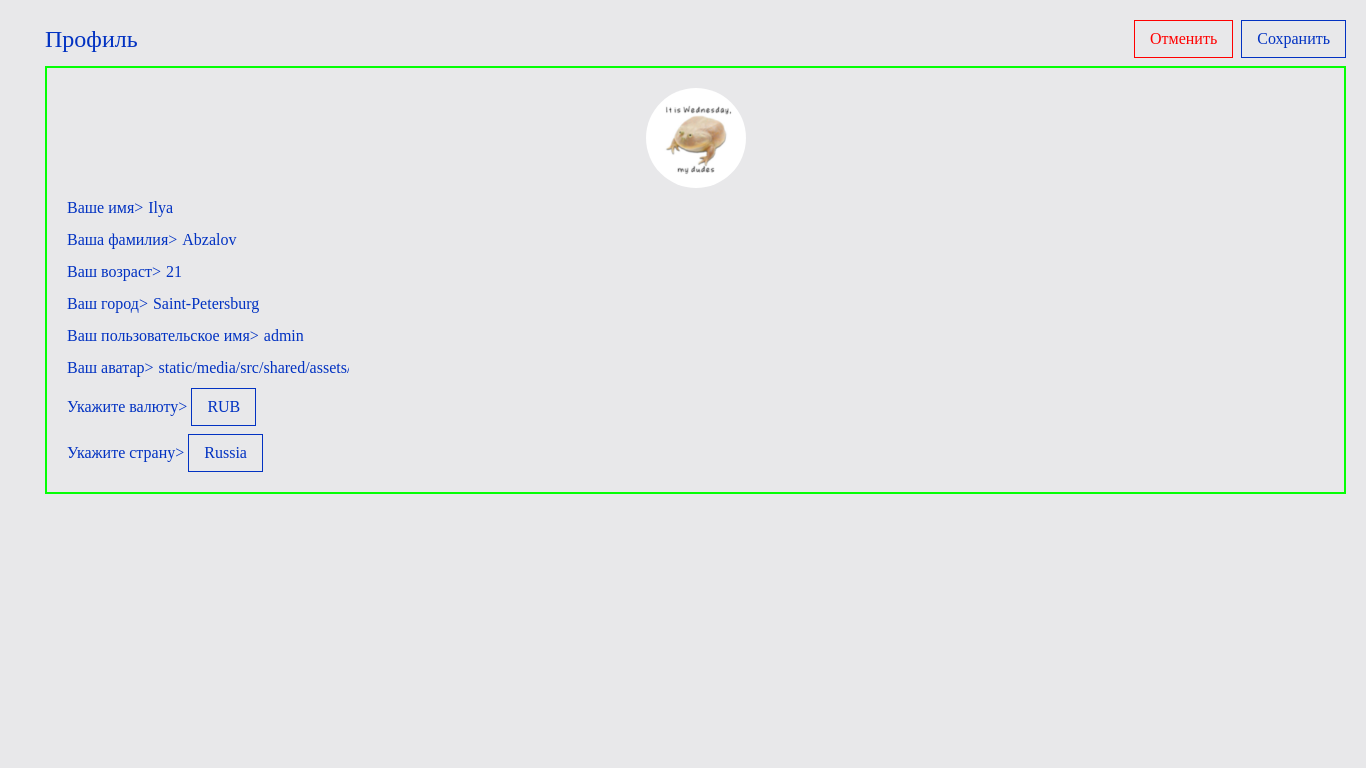 Профиль
Отменить
Сохранить
It is Wednesday,
my dudes
Ваше имя> Ilya
Ваша фамилия> Abzalov
Ваш возраст> 21
Ваш город> Saint-Petersburg
Ваш пользовательское имя> admin
Ваш аватар> static/media/src/shared/assets/
Укажите валюту> RUB
Укажите страну> Russia